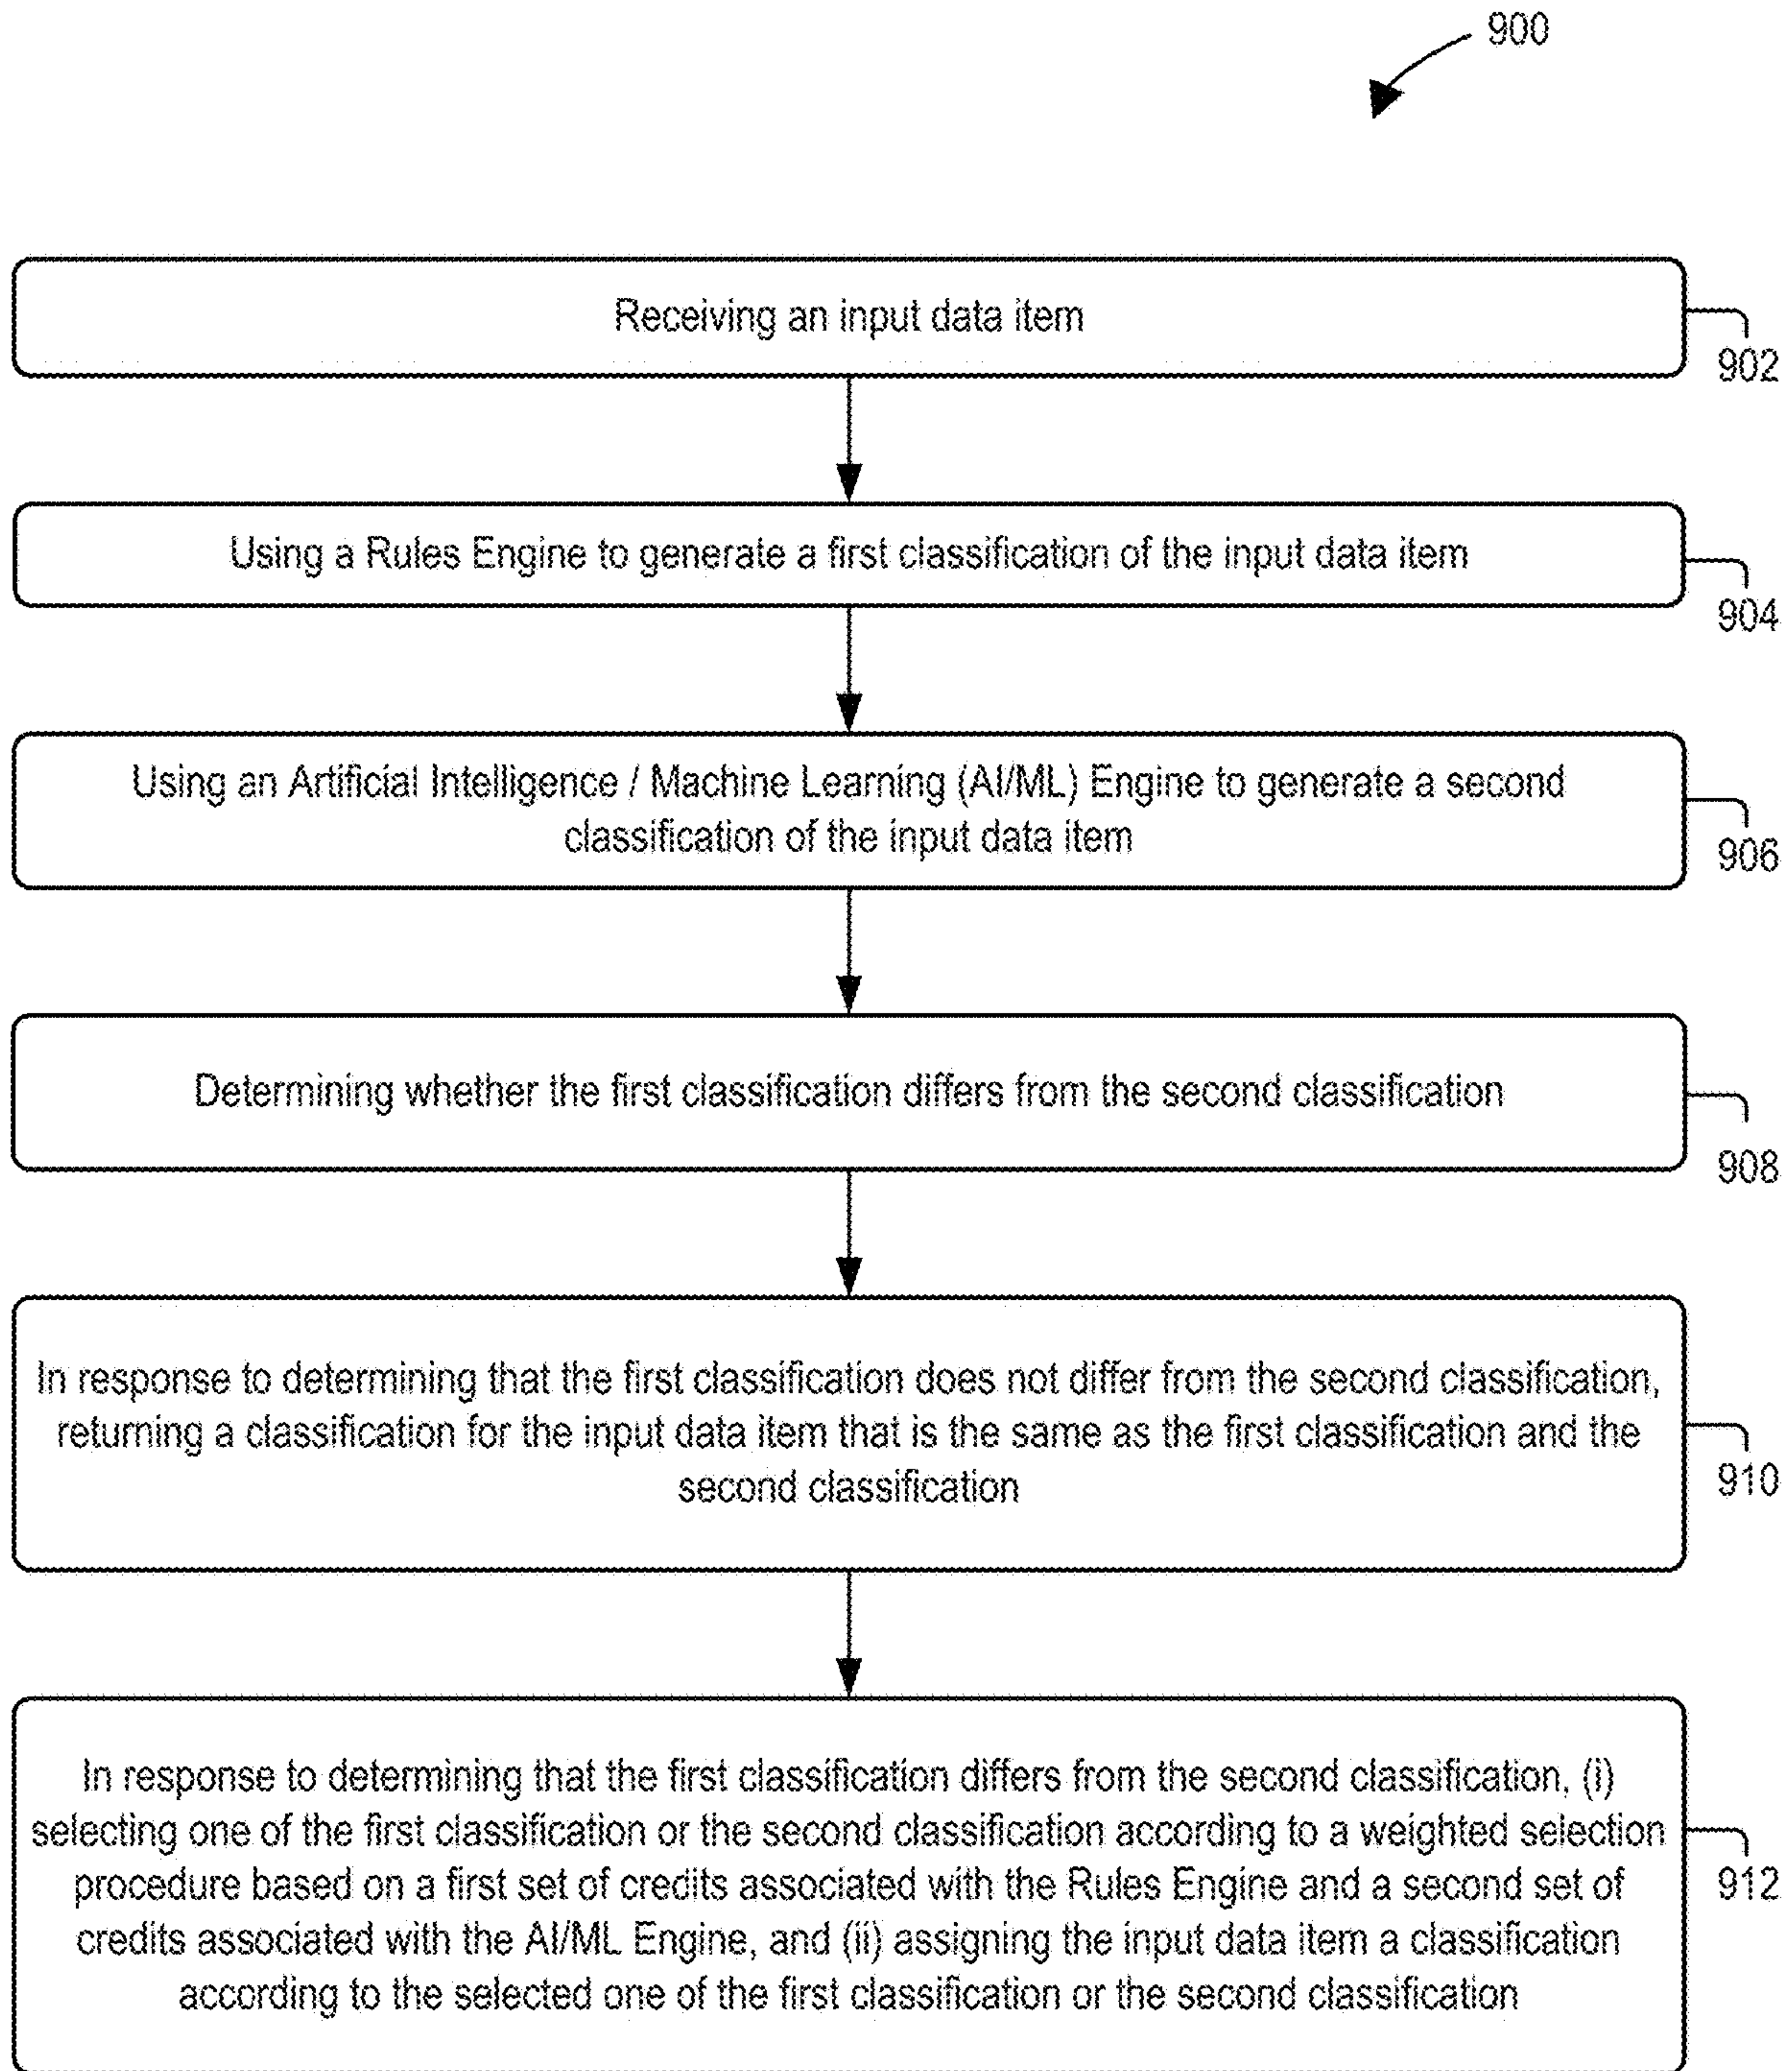 900
Receiving an input data item
902
Using a Rules Engine to generate a first classification of the input data item
904
Using an Artificial Intelligence / Machine Learning (AI/ML) Engine to generate a second
classification of the input data item
906
Determining whether the first classification differs from the second classification
908
In response to determining that the first classification does not differ from the second classification,
returning a classification for the input data item that is the same as the first classification and the
second classification
910
In response to determining that the first classification differs from the second classification, (i)
selecting one of the first classification or the second classification according to a weighted selection
procedure based on a first set of credits associated with the Rules Engine and a second set of
credits associated with the AI/ML Engine, and (ii) assigning the input data item a classification
according to the selected one of the first classification or the second classification
912